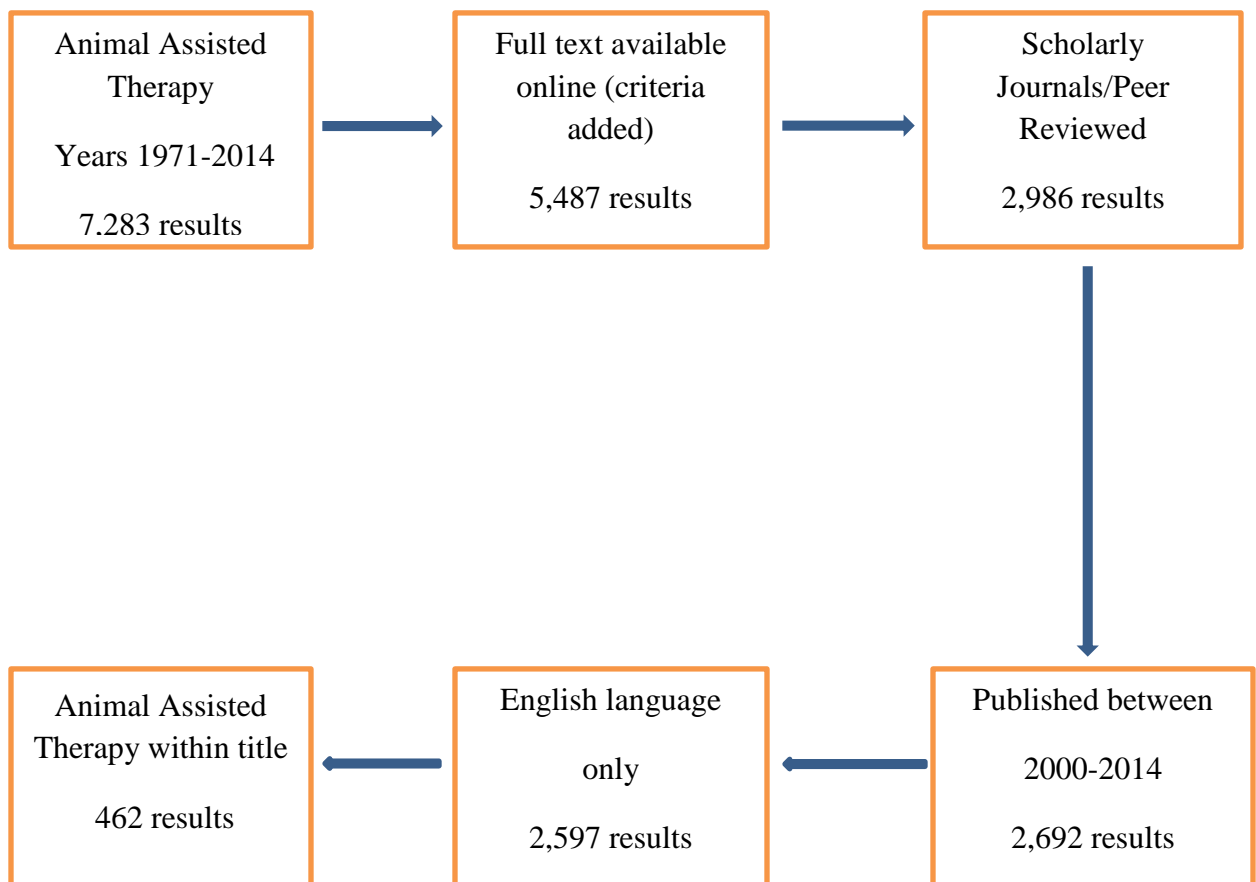 Animal Assisted
Therapy
Years 1971-2014
7,283 results
Full text available
online (criteria
added)
5,487 results
Scholarly
Journals/Peer
Reviewed
2,986 results
Published between
2000-2014
2,692 results
English language
only
2,597 results
Animal Assisted
Therapy within title
462 results